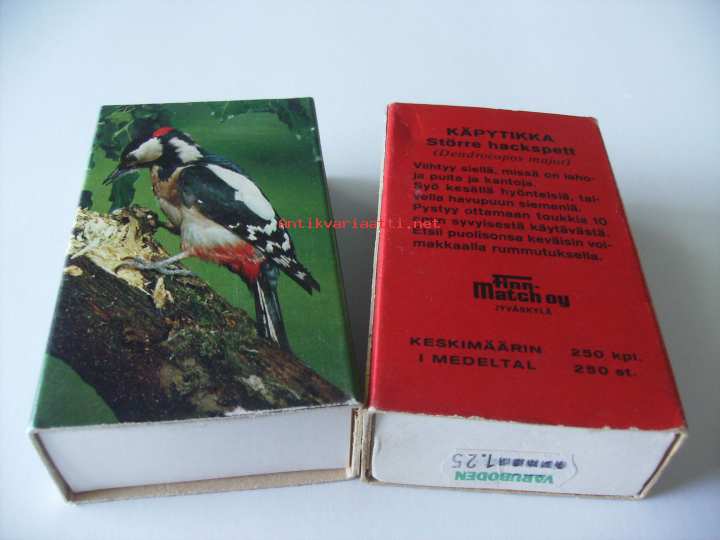 KÄPYTIKKA
Större hackspett
(Dendrocopos major)
Viihtyy siellä, missä on laho-
ja puita ja kantoja.
Syö kesällä hyönteisiä, tal-
vella havupuun siemeniä.
Pystyy ottamaan toukkia 10
cm:n syvyisestä käytävästä.
Etsii puolisonsa keväisin voi-
makkaalla rummutuksella.
Finn-
Match oy
JYVÄSKYLÄ
KESKIMÄÄRIN 250 kpl.
I MEDELTAL 250 st.
VARUBODEN
1.25
Antikvariaatti.net